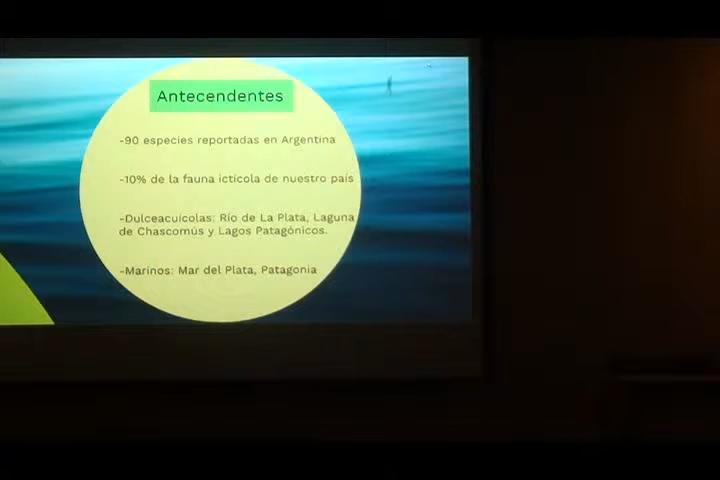 Antecendentes
-90 especies reportadas en Argentina
-10% de la fauna ictícola de nuestro país
-Dulceacuícolas: Río de La Plata, Laguna
de Chascomús y Lagos Patagónicos.
-Marinos: Mar del Plata, Patagonia